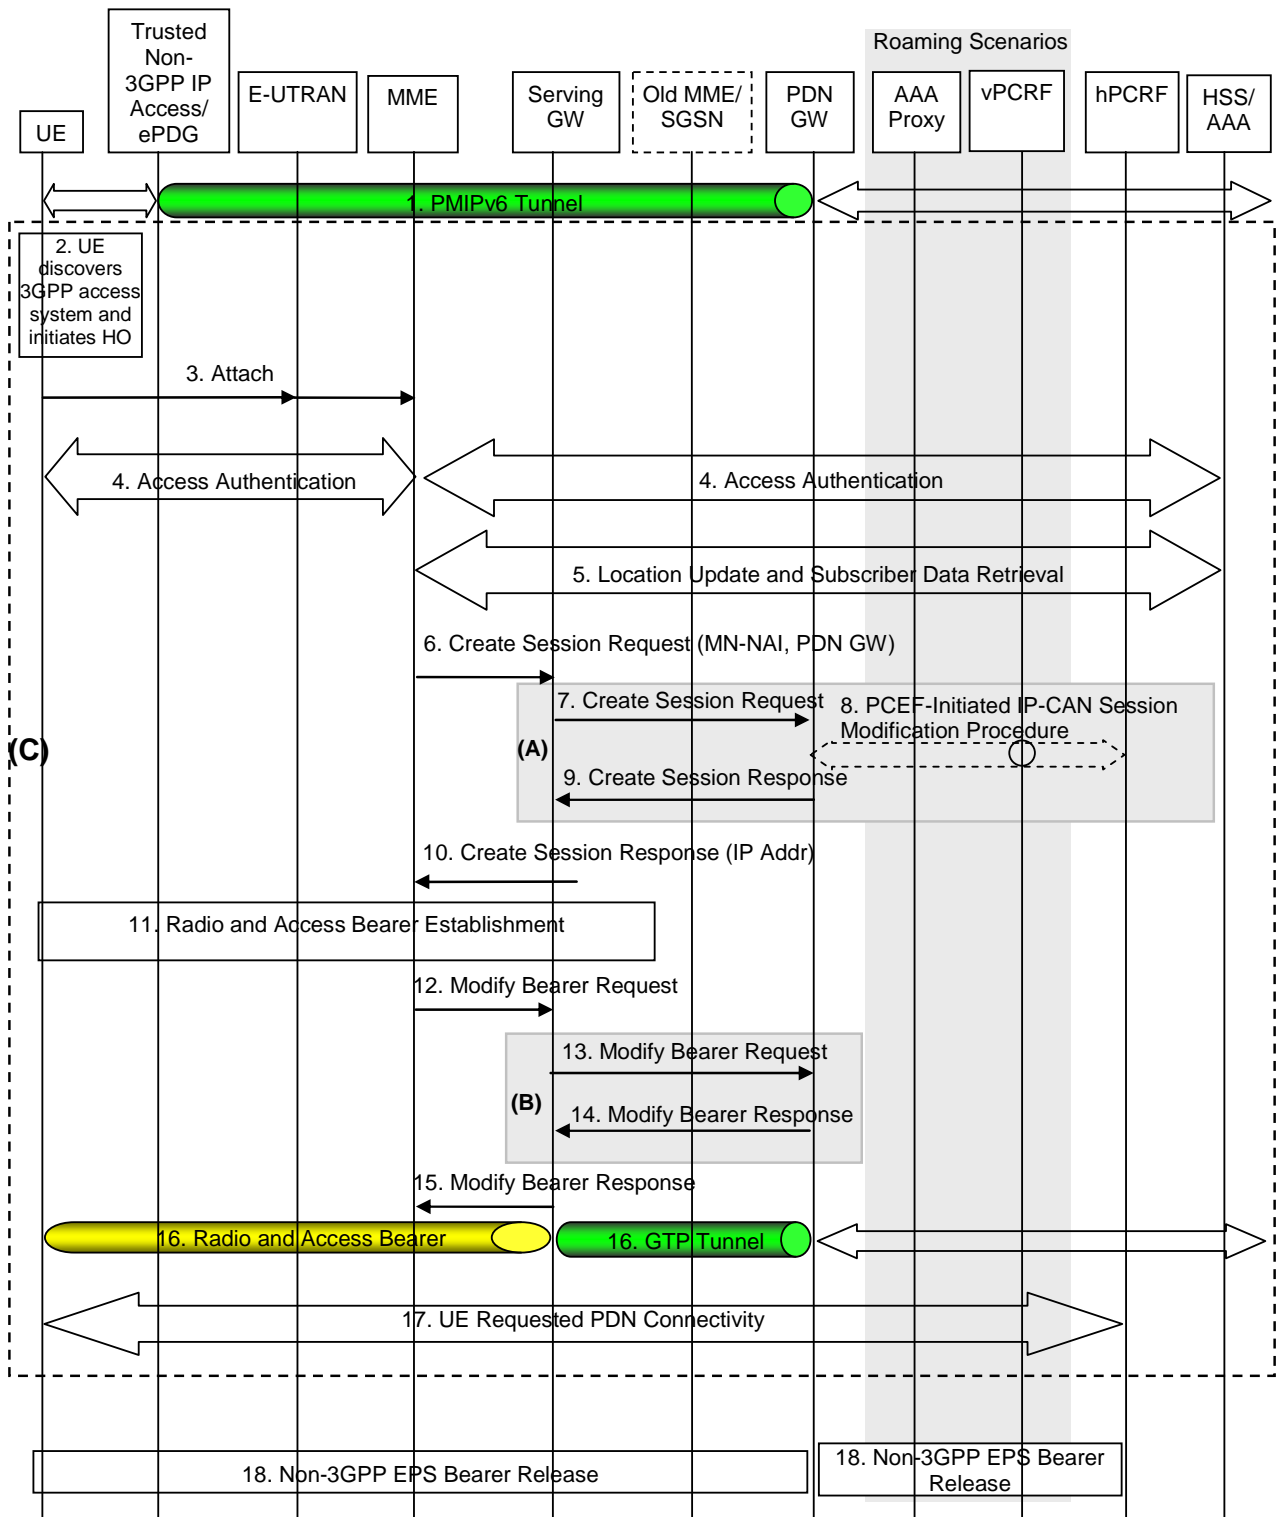 Roaming Scenarios
UE
Trusted
Non-
3GPP IP
Access/
ePDG
E-UTRAN
MME
Serving
GW
Old MME/
SGSN
PDN
GW
AAA
Proxy
vPCRF
hPCRF
HSS/
AAA
1. PMIPv6 Tunnel
2. UE
discovers
3GPP access
system and
initiates HO
3. Attach
4. Access Authentication
4. Access Authentication
5. Location Update and Subscriber Data Retrieval
6. Create Session Request (MN-NAI, PDN GW)
7. Create Session Request
8. PCEF-Initiated IP-CAN Session
Modification Procedure
(C)
(A)
9. Create Session Response
10. Create Session Response (IP Addr)
11. Radio and Access Bearer Establishment
12. Modify Bearer Request
13. Modify Bearer Request
(B)
14. Modify Bearer Response
15. Modify Bearer Response
16. Radio and Access Bearer
16. GTP Tunnel
17. UE Requested PDN Connectivity
18. Non-3GPP EPS Bearer Release
18. Non-3GPP EPS Bearer
Release